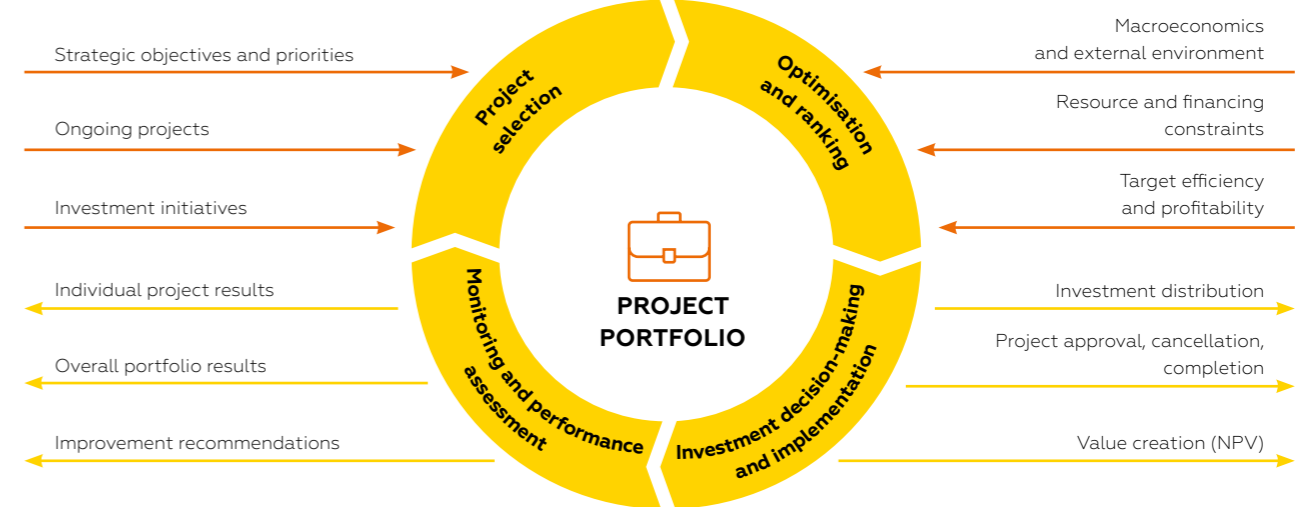 Strategic objectives and priorities
Ongoing projects
Investment initiatives
Individual project results
Overall portfolio results
Improvement recommendations
Project
selection
Optimisation
and ranking
Monitoring and performance
assessment
Investment decision-making
and implementation
PROJECT
PORTFOLIO
Macroeconomics
and external environment
Resource and financing
constraints
Target efficiency
and profitability
Investment distribution
Project approval, cancellation,
completion
Value creation (NPV)